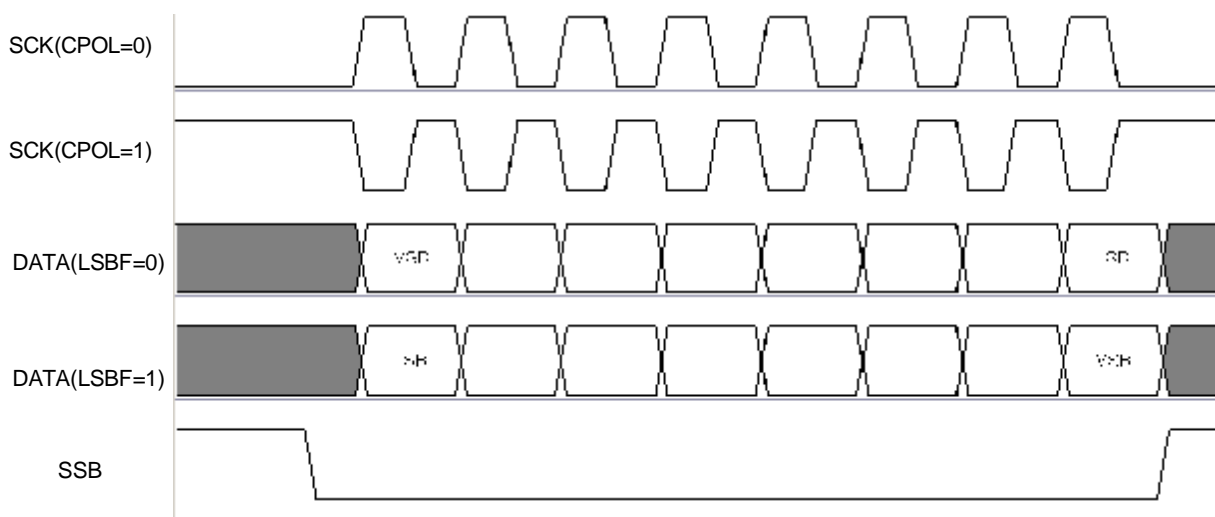 SCK(CPOL=0)
SCK(CPOL=1)
DATA(LSBF=0)
DATA(LSBF=1)
SSB